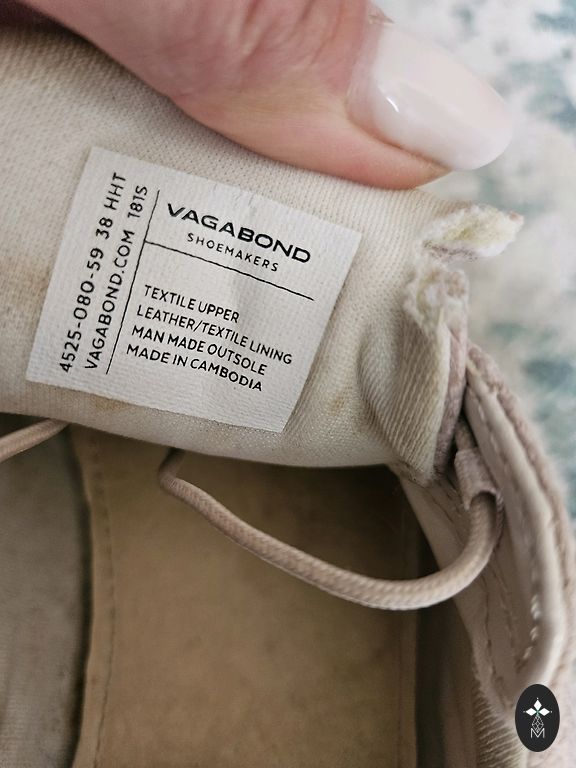 VAGABOND
SHOEMAKERS
TEXTILE UPPER
LEATHER/TEXTILE LINING
MAN MADE OUTSOLE
MADE IN CAMBODIA
4525-080-59 38 HHT
VAGABOND.COM 181S
M